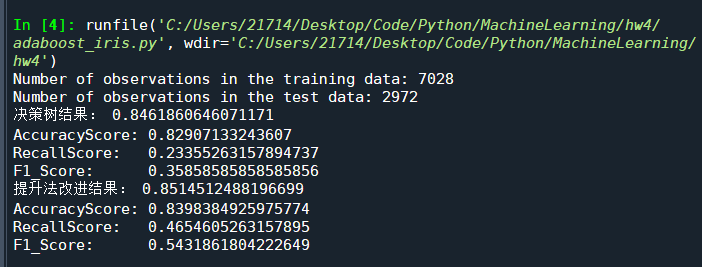 In [4]: runfile('C:/Users/21714/Desktop/Code/Python/MachineLearning/hw4/
adaboost_iris.py', wdir='C:/Users/21714/Desktop/Code/Python/MachineLearning/
hw4')
Number of observations in the training data: 7028
Number of observations in the test data: 2972
决策树结果: 0.8461860646071171
AccuracyScore: 0.82907133243607
RecallScore:   0.23355263157894737
F1_Score:      0.35858585858585856
提升法改进结果: 0.8514512488196699
AccuracyScore: 0.8398384925975774
RecallScore:   0.4654605263157895
F1_Score:      0.5431861804222649